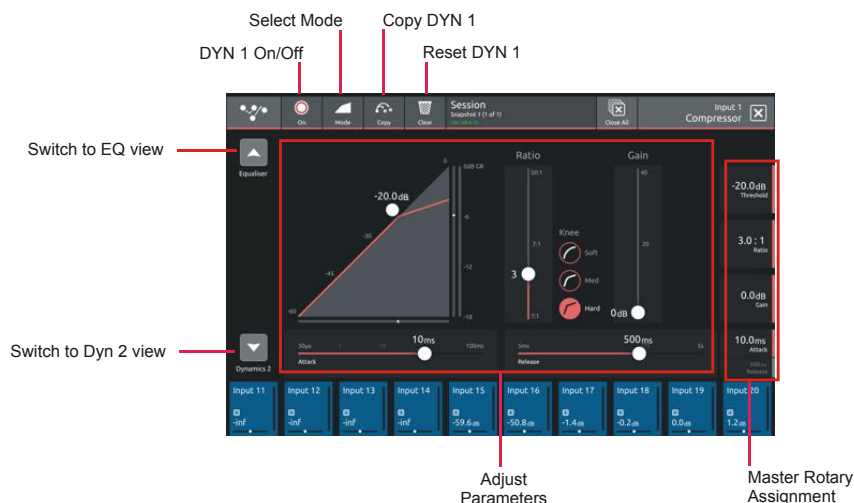 Select Mode
Copy DYN 1
DYN 1 On/Off
Reset DYN 1
On
Mode
Copy
Clear
Session
Snapshot 1 [1 of 1]
Close All
Input 1
Compressor
Switch to EQ view
Equaliser
0
0dB GR
-20.0dB
-30
-45
-60
-6
-12
-18
Ratio
50:1
7:1
3
1:1
Knee
Soft
Med
Hard
Gain
40
20
0dB
-20.0dB
Threshold
3.0 : 1
Ratio
0.0dB
Gain
10.0ms
Attack
500ms
Release
Switch to Dyn 2 view
Dynamics 2
10ms
50µs
1
10
100ms
Attack
500ms
5ms
5s
Release
Input 11
-inf
Input 12
-inf
Input 13
-inf
Input 14
-inf
Input 15
-59.6dB
Input 16
-50.8dB
Input 17
-1.4dB
Input 18
-0.2dB
Input 19
0.0dB
Input 20
1.2dB
Adjust
Parameters
Master Rotary
Assignment